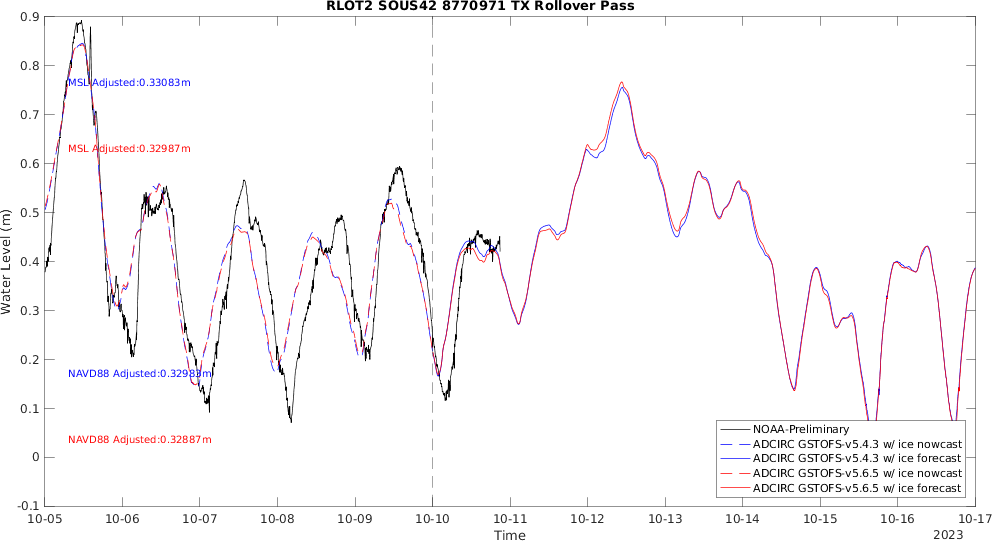 RLOT2 SOUS42 8770971 TX Rollover Pass
0.9
0.8
0.7
0.6
0.5
0.4
0.3
0.2
0.1
0
-0.1
Water Level (m)
MSL Adjusted:0.33083m
MSL Adjusted:0.32987m
NAVD88 Adjusted:0.32983m
NAVD88 Adjusted:0.32887m
NOAA-Preliminary
ADCIRC GSTOFS-v5.4.3 w/ ice nowcast
ADCIRC GSTOFS-v5.4.3 w/ ice forecast
ADCIRC GSTOFS-v5.6.5 w/ ice nowcast
ADCIRC GSTOFS-v5.6.5 w/ ice forecast
10-05 10-06 10-07 10-08 10-09 10-10 10-11 10-12 10-13 10-14 10-15 10-16 10-17
Time
2023